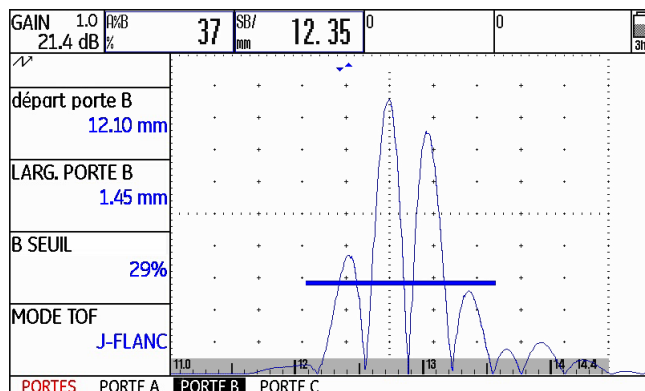 GAIN 1.0 A%B 37 SB/ 12.35 0 0
21.4 dB % mm 3h
départ porte B
12.10 mm
LARG. PORTE B
1.45 mm
B SEUIL
29%
MODE TOF
J-FLANC
11.0 12 13 14 14.4
PORTES PORTE A PORTE B PORTE C